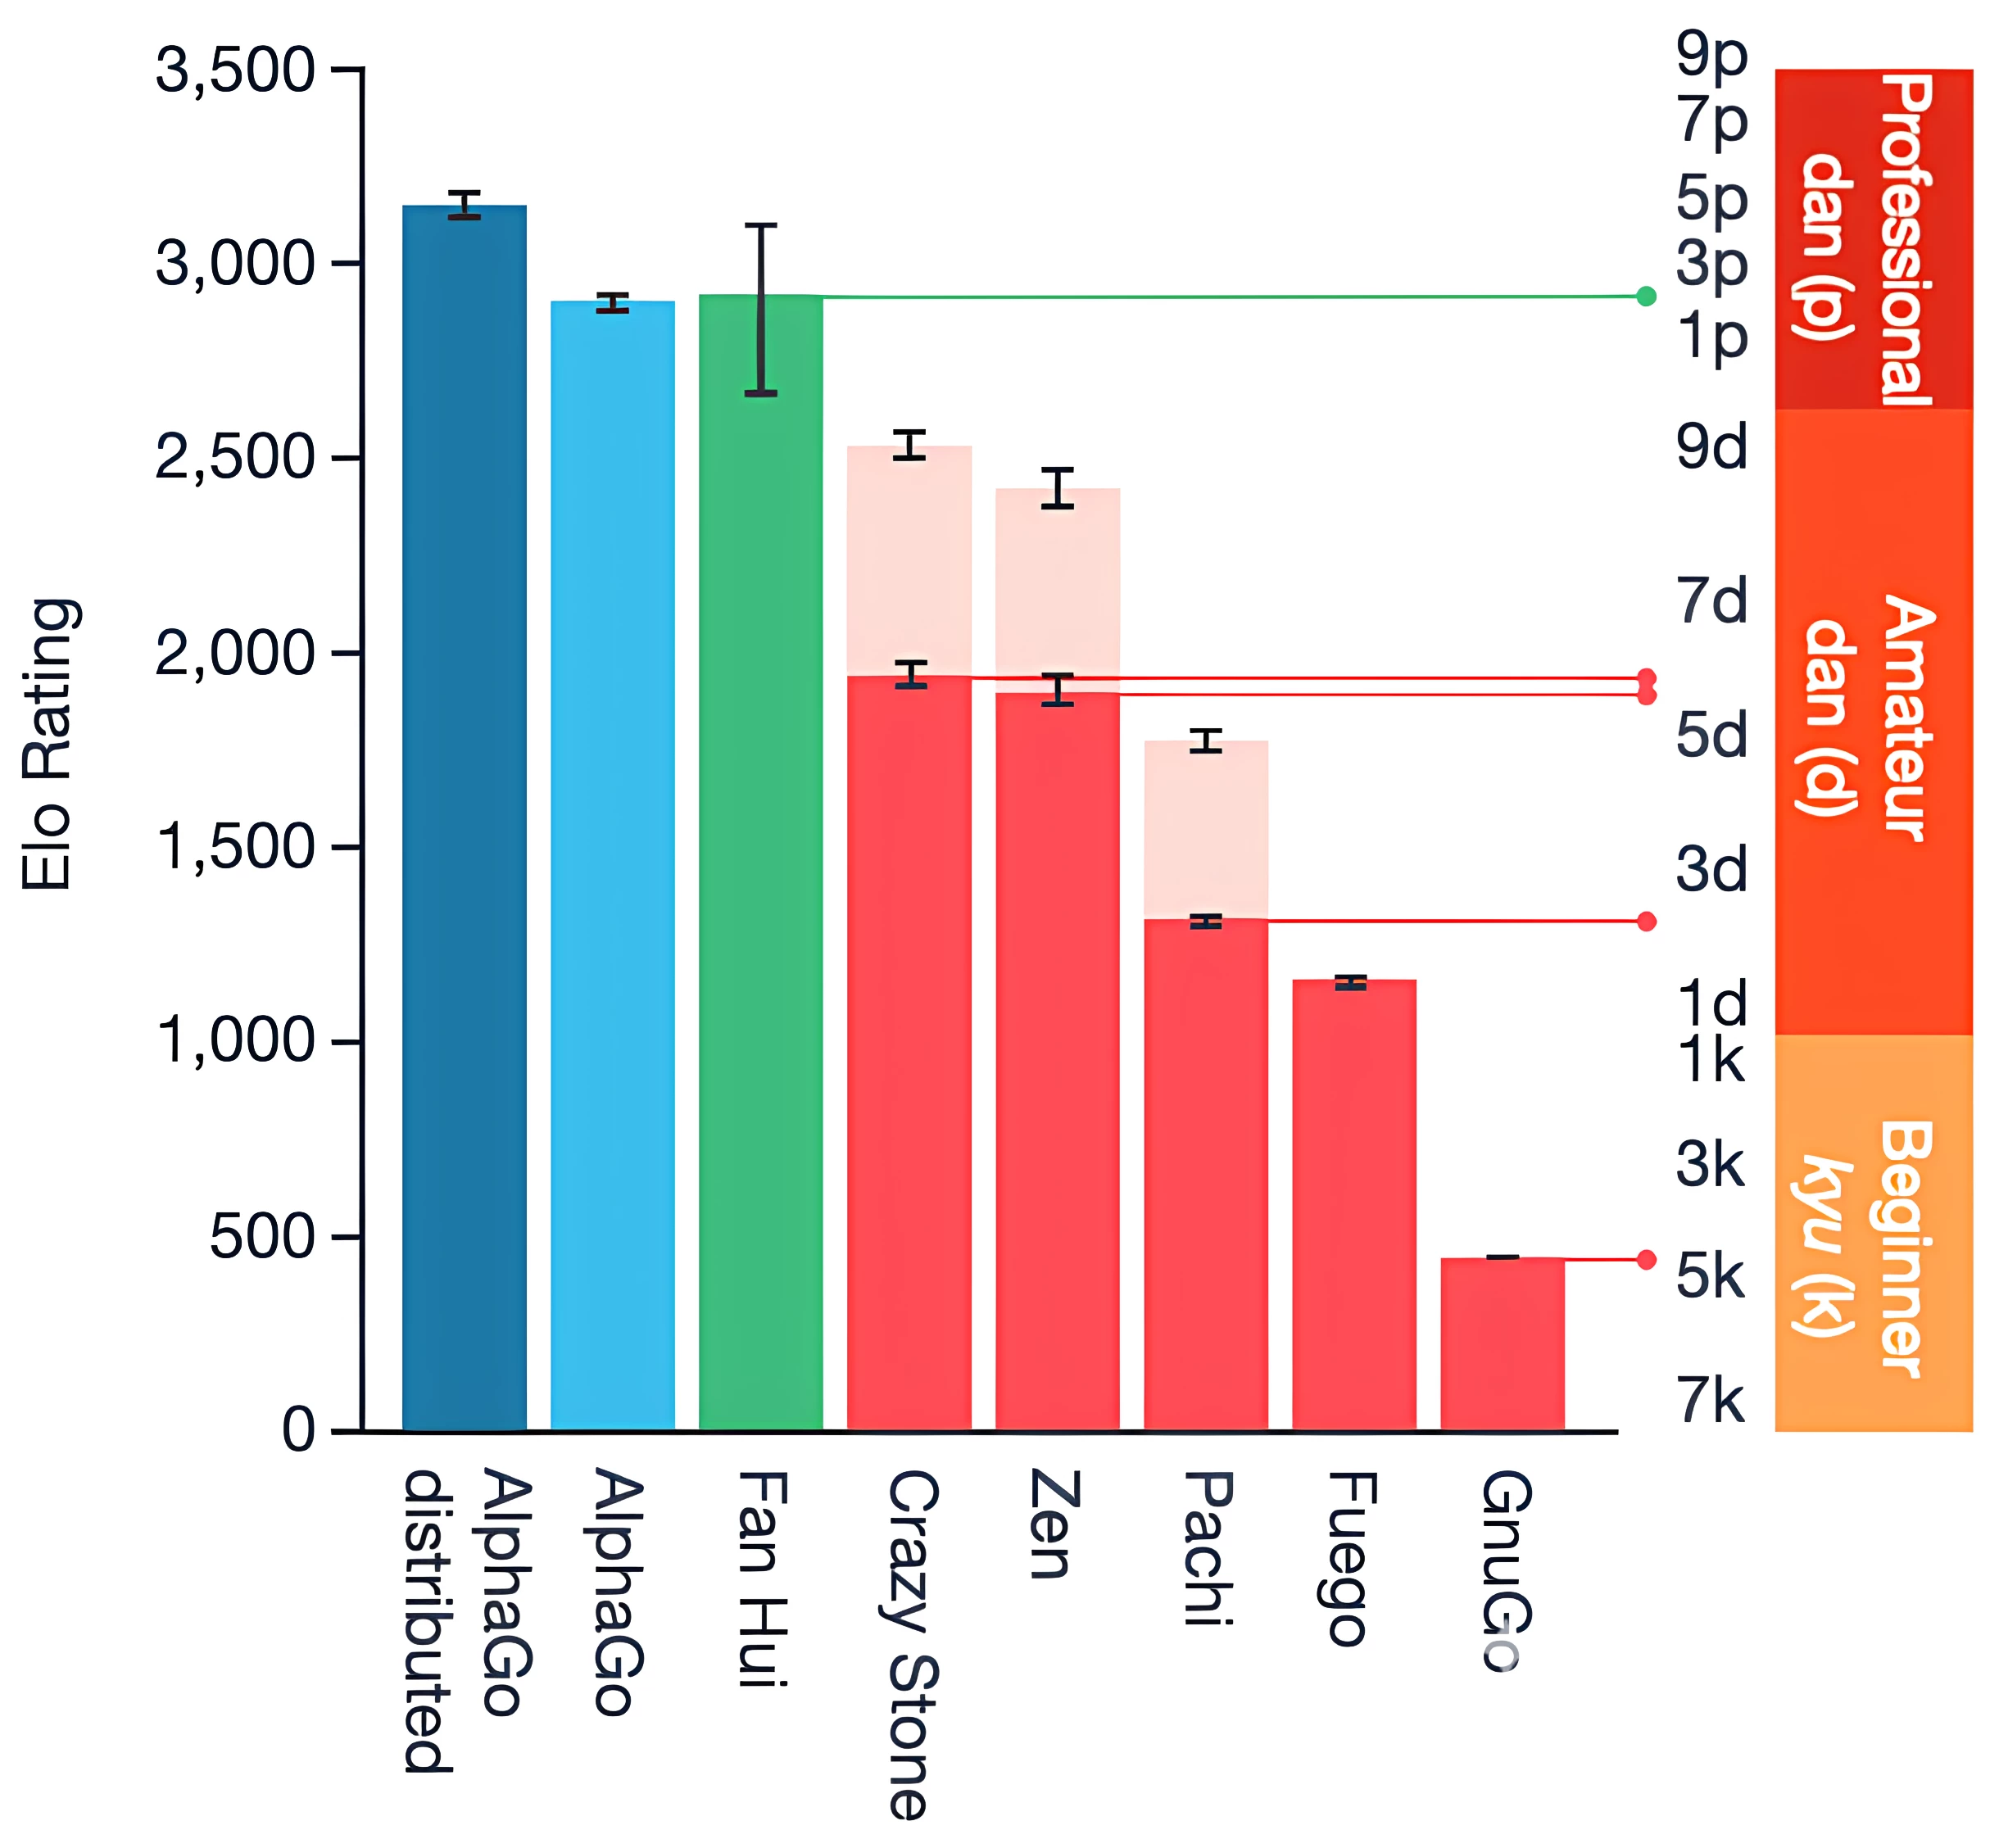 Elo Rating
3,500
3,000
2,500
2,000
1,500
1,000
500
0
AlphaGo
distributed
AlphaGo
Fan Hui
Crazy Stone
Zen
Pachi
Fuego
GnuGo
9p
7p
5p
3p
1p
9d
7d
5d
3d
1d
1k
3k
5k
7k
Professional
dan (p)
Amateur
dan (d)
Beginner
kyu (k)